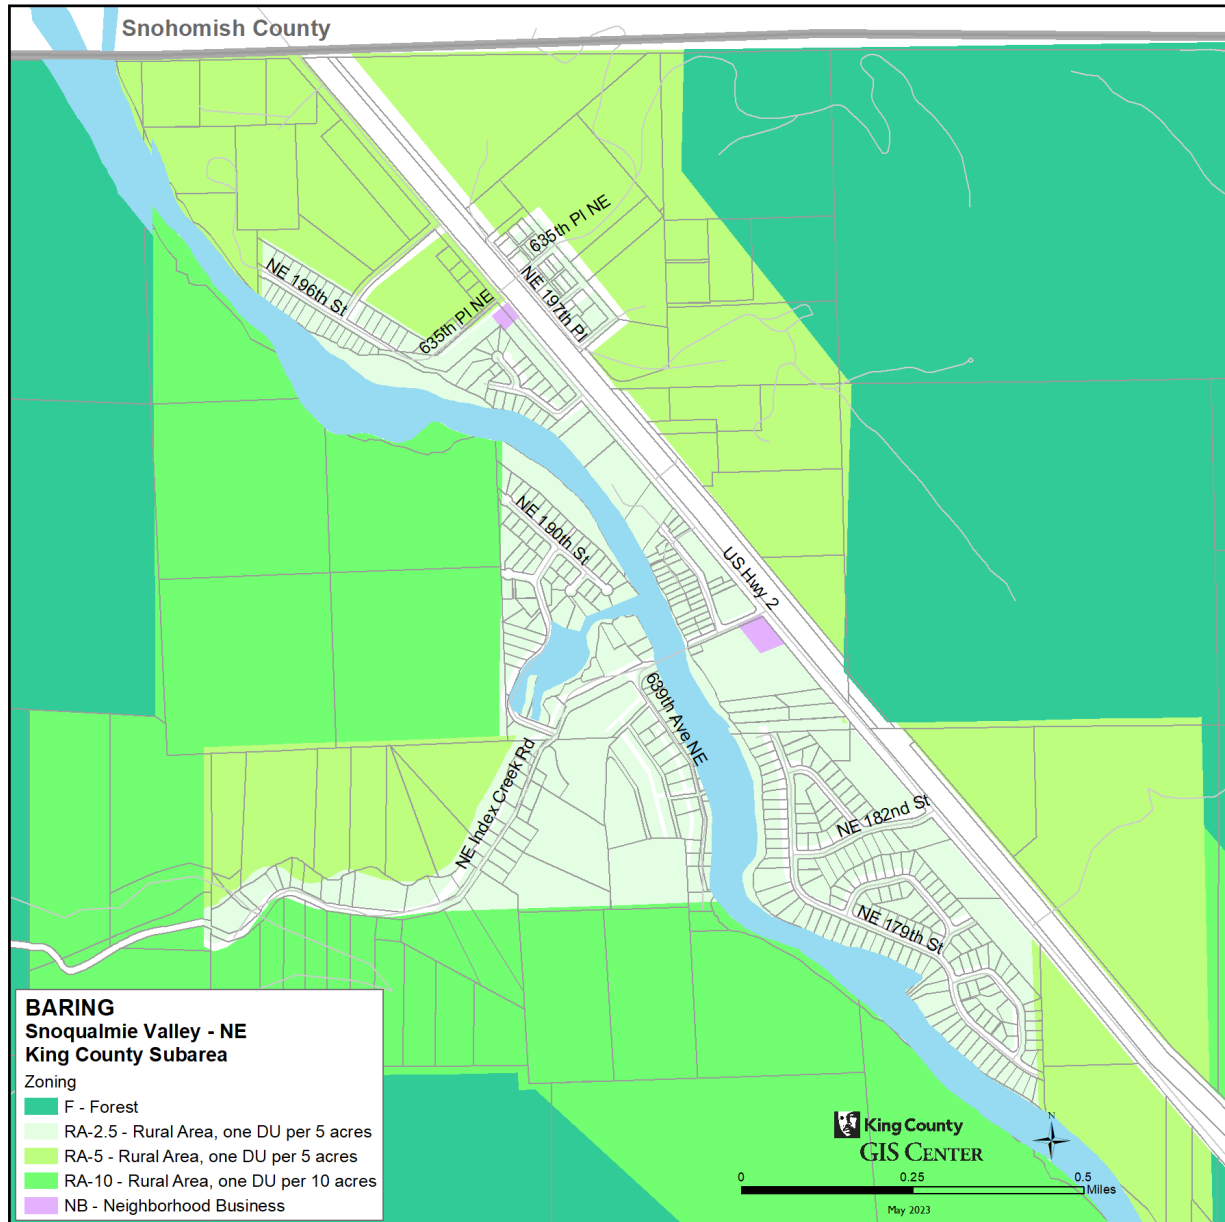 Snohomish County
635th Pl NE
NE 197th Pl
NE 196th St
635th Pl NE
NE 190th St
US Hwy 2
639th Ave NE
NE Index Creek Rd
NE 182nd St
NE 179th St
BARING
Snoqualmie Valley - NE
King County Subarea
Zoning
F - Forest
RA-2.5 - Rural Area, one DU per 5 acres
RA-5 - Rural Area, one DU per 5 acres
RA-10 - Rural Area, one DU per 10 acres
NB - Neighborhood Business
King County
GIS CENTER
N
0 0.25 0.5
Miles
May 2023